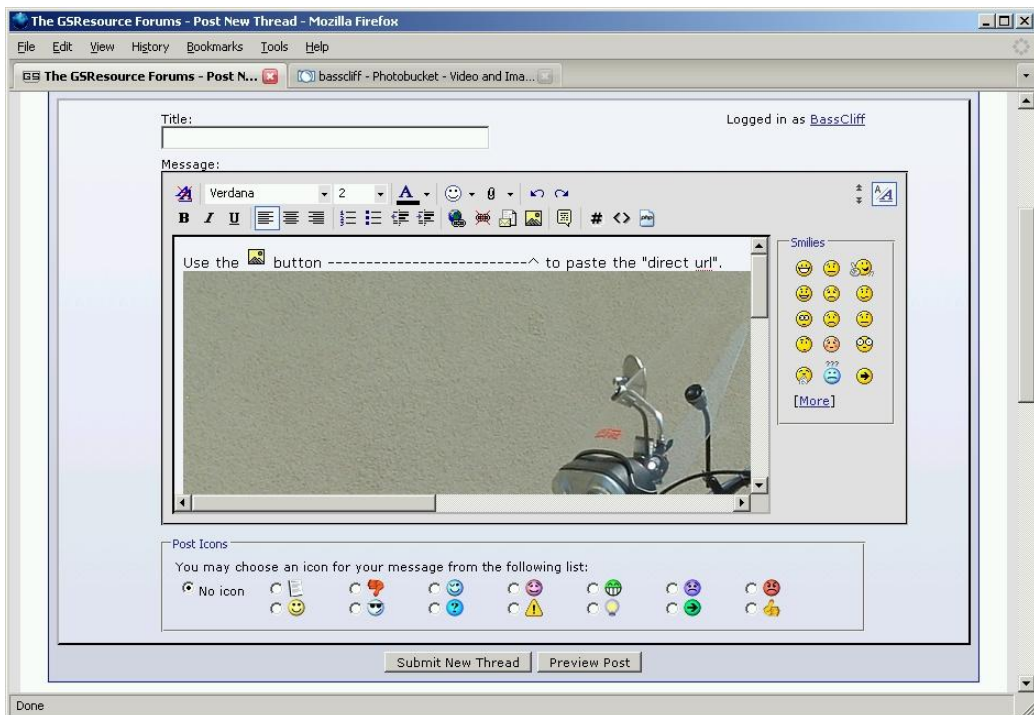 The GSResource Forums - Post New Thread - Mozilla Firefox
File Edit View History Bookmarks Tools Help
GS The GSResource Forums - Post N... basscliff - Photobucket - Video and Ima...
Title: Logged in as BassCliff
Message:
Verdana 2 A A/A
B I U # <> php
Smilies
Use the button --------------------------^ to paste the "direct url".
???
[More]
Post Icons
You may choose an icon for your message from the following list:
No icon
Submit New Thread Preview Post
Done